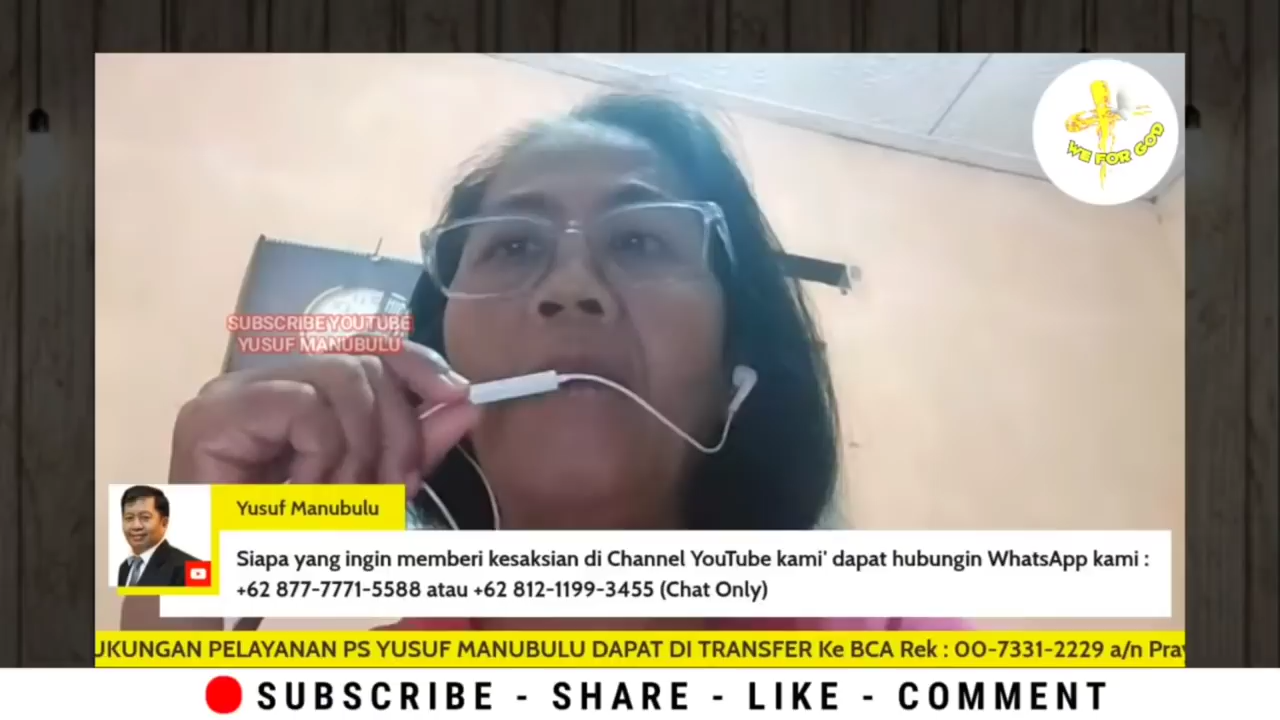 WE FOR GOD
SUBSCRIBE YOUTUBE
YUSUF MANUBULU
Yusuf Manubulu
Siapa yang ingin memberi kesaksian di Channel YouTube kami' dapat hubungin WhatsApp kami :
+62 877-7771-5588 atau +62 812-1199-3455 (Chat Only)
UKUNGAN PELAYANAN PS YUSUF MANUBULU DAPAT DI TRANSFER Ke BCA Rek : 00-7331-2229 a/n Pra
SUBSCRIBE - SHARE - LIKE - COMMENT